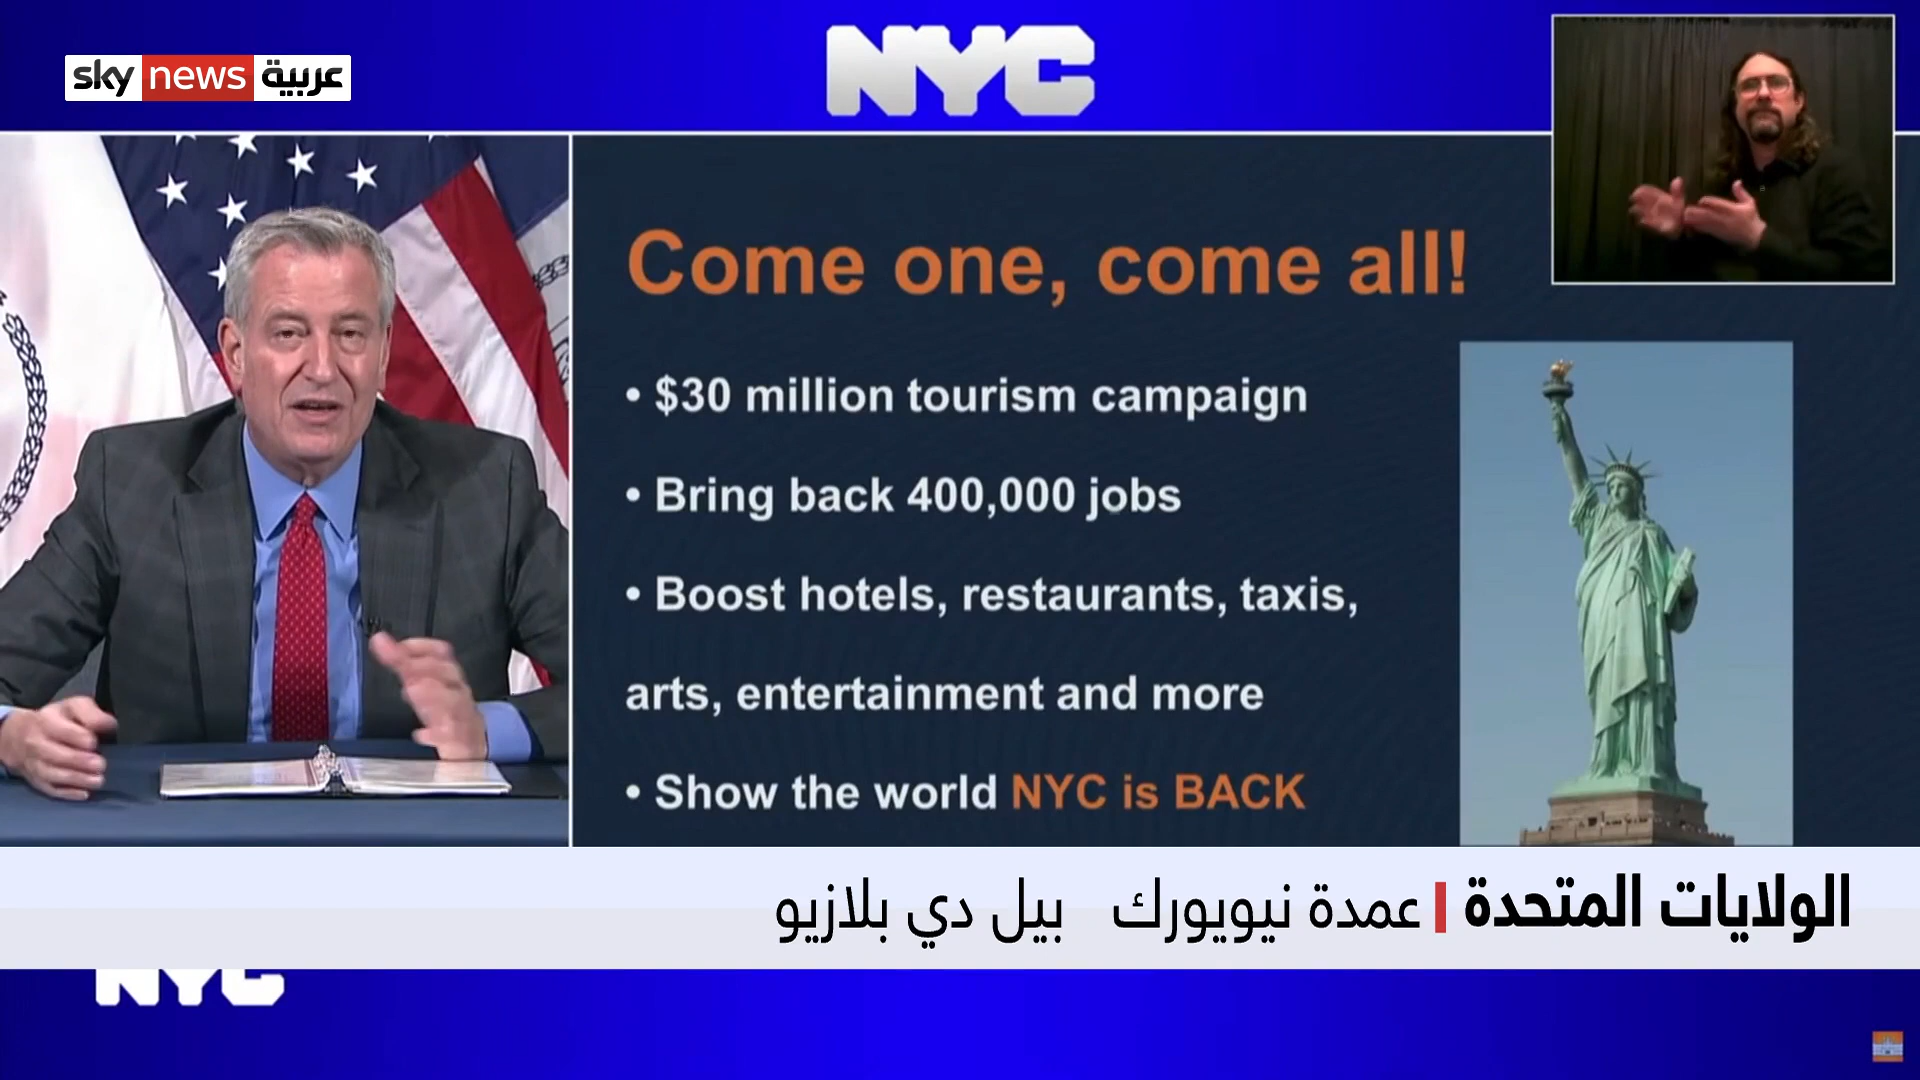 NYC
sky news عربية
Come one, come all!
• $30 million tourism campaign
• Bring back 400,000 jobs
• Boost hotels, restaurants, taxis,
arts, entertainment and more
• Show the world NYC is BACK
الولايات المتحدة | عمدة نيويورك بيل دي بلازيو
NYC